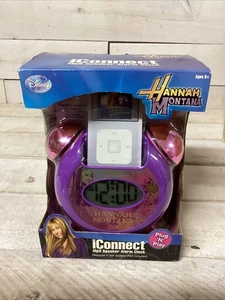 iConnect
Disney
Ages 8+
HANNAH
MONTANA
12:00
HANNAH
MONTANA
Plug
'N'
Play
iConnect
Mp3 Speaker Alarm Clock